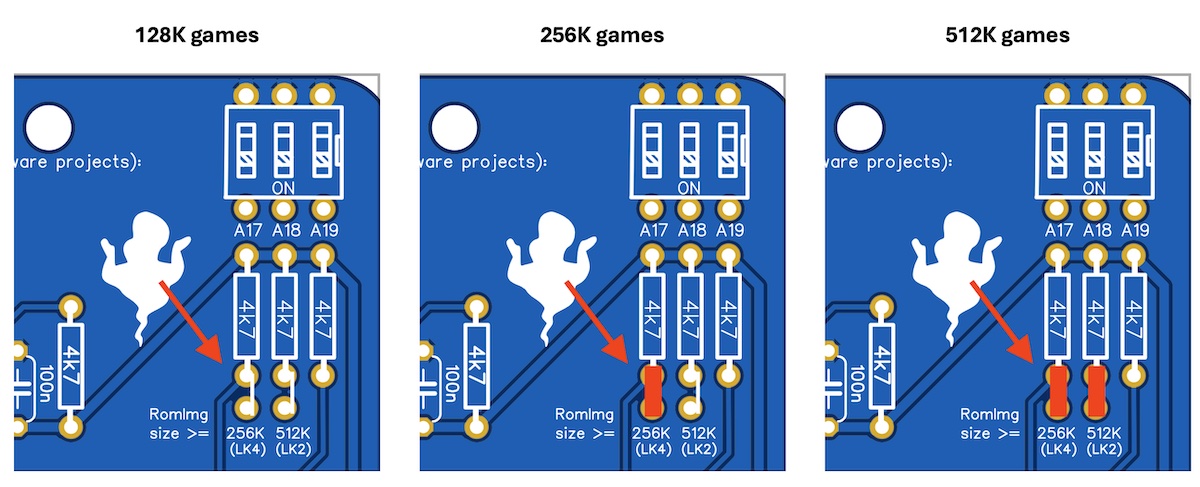 128K games
256K games
512K games
ware projects):
ON
A17 A18 A19
4k7 4k7 4k7
4k7
100n
RomImg
size >=
256K 512K
(LK4) (LK2)
ware projects):
ON
A17 A18 A19
4k7 4k7 4k7
4k7
100n
RomImg
size >=
256K 512K
(LK4) (LK2)
ware projects):
ON
A17 A18 A19
4k7 4k7 4k7
4k7
100n
RomImg
size >=
256K 512K
(LK4) (LK2)